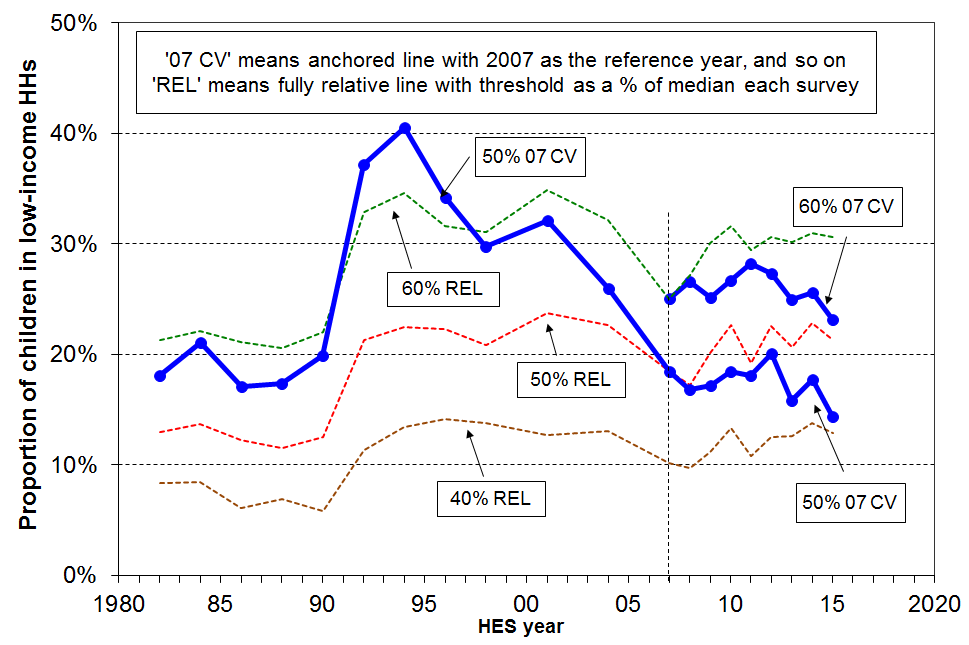 50%
'07 CV' means anchored line with 2007 as the reference year, and so on
'REL' means fully relative line with threshold as a % of median each survey
40%
50% 07 CV
60% 07 CV
30%
60% REL
20%
50% REL
10%
40% REL
50% 07 CV
0%
Proportion of children in low-income HHs
1980 85 90 95 00 05 10 15 2020
HES year